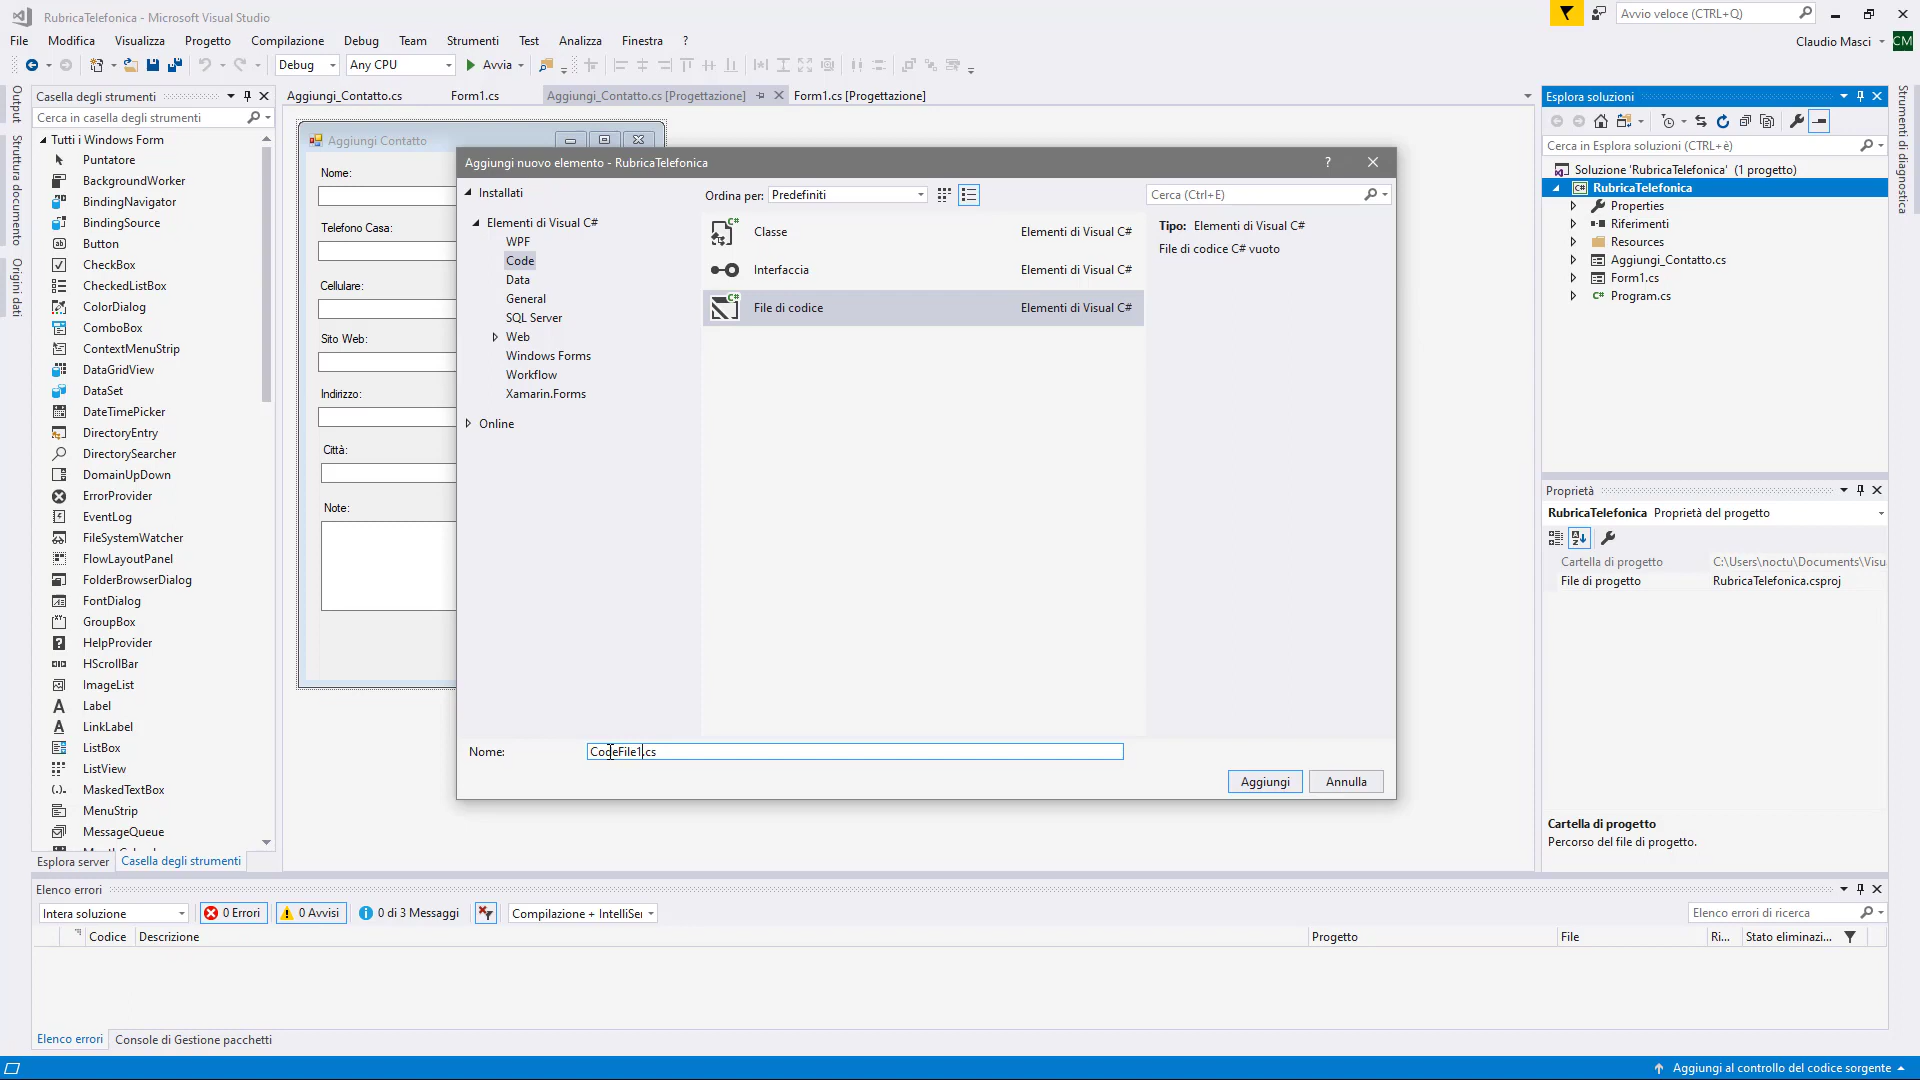 RubricaTelefonica - Microsoft Visual Studio
Avvio veloce (CTRL+Q)
File Modifica Visualizza Progetto Compilazione Debug Team Strumenti Test Analizza Finestra ?
Claudio Masci CM
Debug Any CPU Avvia
Output
Struttura documento
Origini dati
Casella degli strumenti
Cerca in casella degli strumenti
Tutti i Windows Form
Puntatore
BackgroundWorker
BindingNavigator
BindingSource
Button
CheckBox
CheckedListBox
ColorDialog
ComboBox
ContextMenuStrip
DataGridView
DataSet
DateTimePicker
DirectoryEntry
DirectorySearcher
DomainUpDown
ErrorProvider
EventLog
FileSystemWatcher
FlowLayoutPanel
FolderBrowserDialog
FontDialog
GroupBox
HelpProvider
HScrollBar
ImageList
Label
LinkLabel
ListBox
ListView
MaskedTextBox
MenuStrip
MessageQueue
Esplora server Casella degli strumenti
Aggiungi_Contatto.cs Form1.cs Aggiungi_Contatto.cs [Progettazione] Form1.cs [Progettazione]
Aggiungi Contatto
Nome:
Telefono Casa:
Cellulare:
Sito Web:
Indirizzo:
Città:
Note:
Aggiungi nuovo elemento - RubricaTelefonica ?
Installati
Elementi di Visual C#
WPF
Code
Data
General
SQL Server
Web
Windows Forms
Workflow
Xamarin.Forms
Online
Ordina per: Predefiniti
Cerca (Ctrl+E)
Classe Elementi di Visual C#
Interfaccia Elementi di Visual C#
File di codice Elementi di Visual C#
Tipo: Elementi di Visual C#
File di codice C# vuoto
Nome: CodeFile1.cs
Aggiungi Annulla
Esplora soluzioni
Cerca in Esplora soluzioni (CTRL+è)
Soluzione 'RubricaTelefonica' (1 progetto)
RubricaTelefonica
Properties
Riferimenti
Resources
Aggiungi_Contatto.cs
Form1.cs
Program.cs
Strumenti di diagnostica
Proprietà
RubricaTelefonica Proprietà del progetto
Cartella di progetto C:\Users\noctu\Documents\Visu
File di progetto RubricaTelefonica.csproj
Cartella di progetto
Percorso del file di progetto.
Elenco errori
Intera soluzione 0 Errori 0 Avvisi 0 di 3 Messaggi Compilazione + IntelliSe
Elenco errori di ricerca
Codice Descrizione Progetto File Ri... Stato eliminazi...
Elenco errori Console di Gestione pacchetti
Aggiungi al controllo del codice sorgente